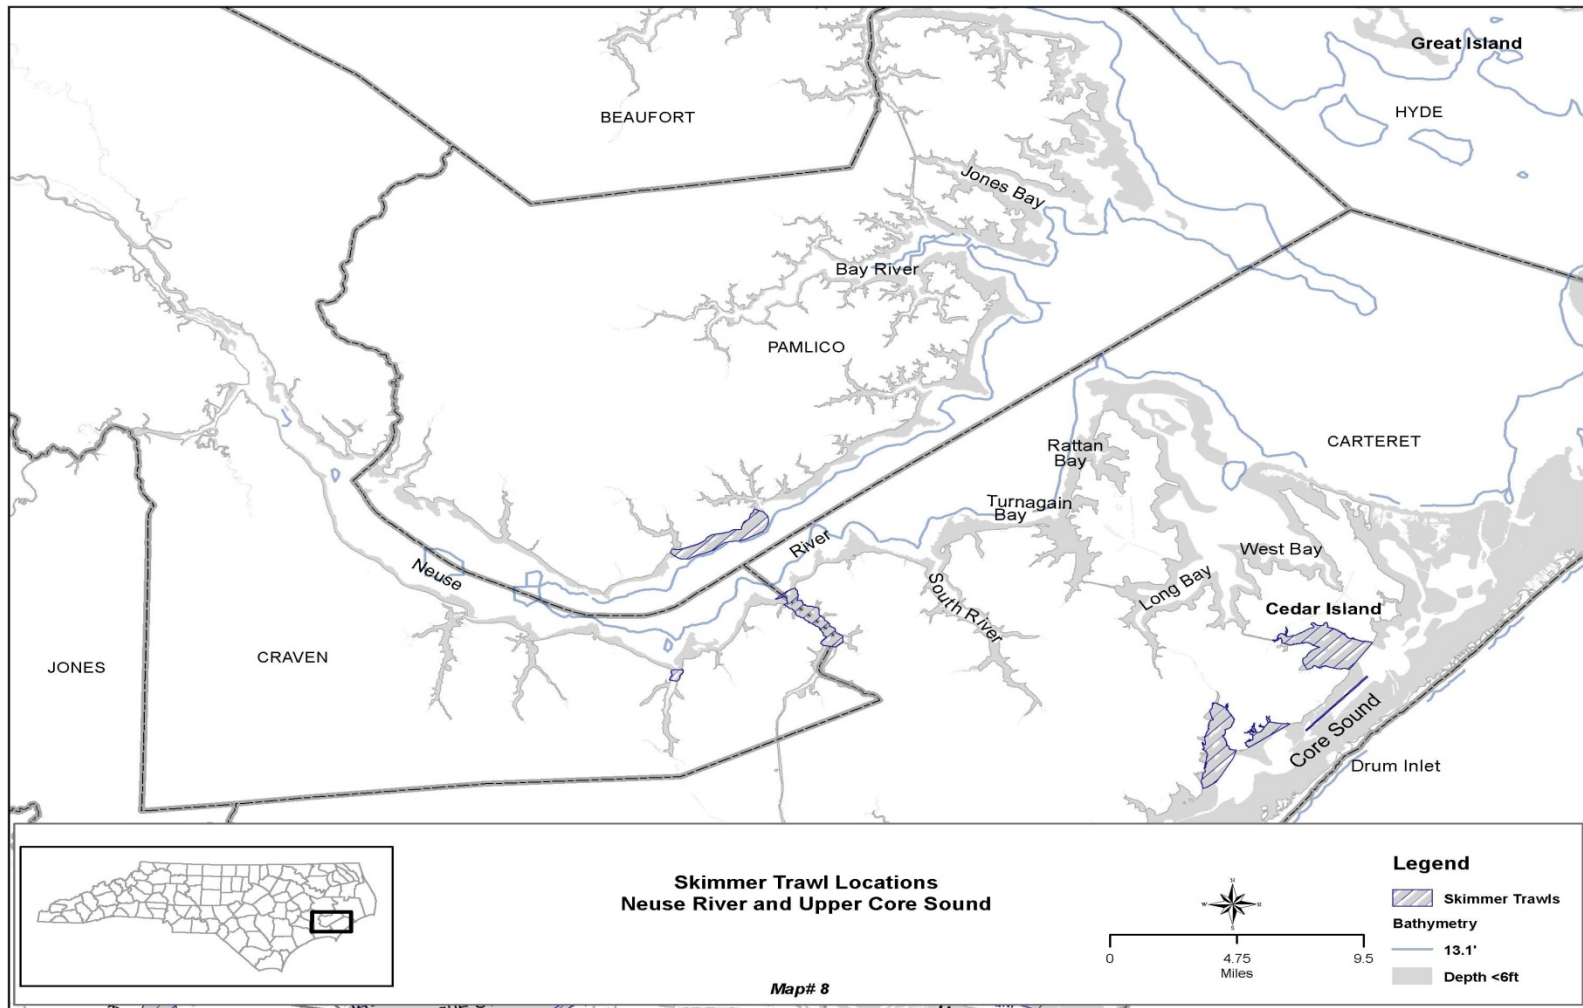 Great Island
HYDE
BEAUFORT
Jones Bay
Bay River
PAMLICO
CARTERET
Rattan
Bay
Turnagain
Bay
River
Neuse
West Bay
Long Bay
South River
Cedar Island
CRAVEN
JONES
Core Sound
Drum Inlet
Skimmer Trawl Locations
Neuse River and Upper Core Sound
Map# 8
N
W
E
S
0
4.75
9.5
Miles
Legend
Skimmer Trawls
Bathymetry
13.1'
Depth <6ft